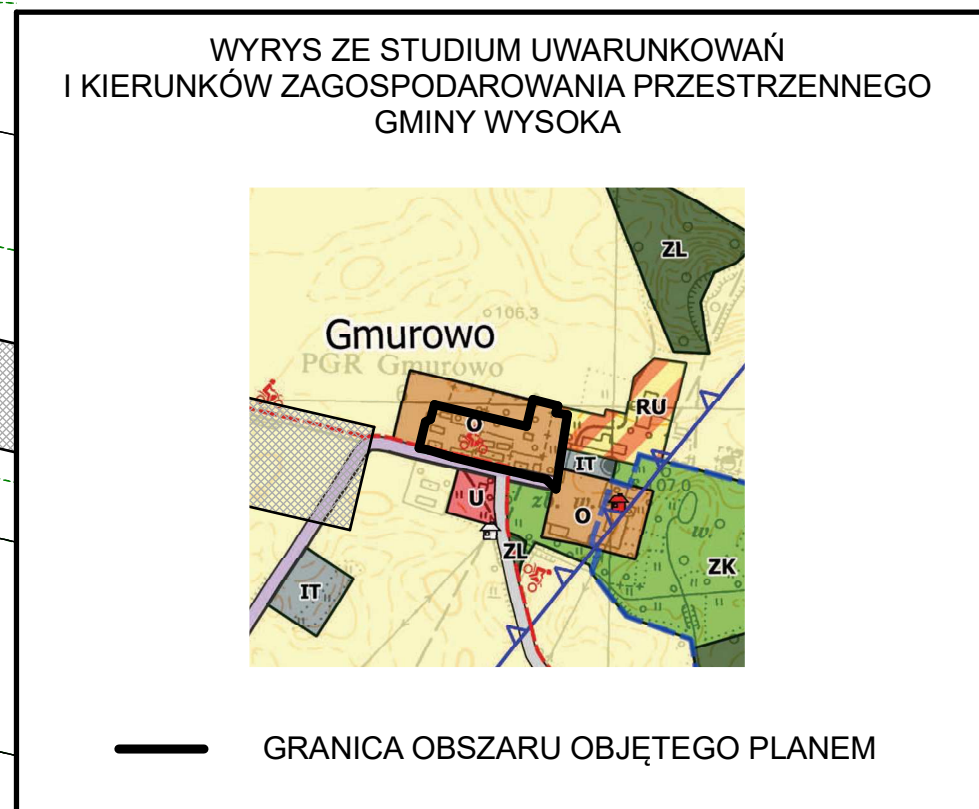 WYRYS ZE STUDIUM UWARUNKOWAŃ
I KIERUNKÓW ZAGOSPODAROWANIA PRZESTRZENNEGO
GMINY WYSOKA
ZL
106,3
Gmurowo
PGR Gmurowo
RU
O
IT
U
O
ZL
ZK
IT
GRANICA OBSZARU OBJĘTEGO PLANEM